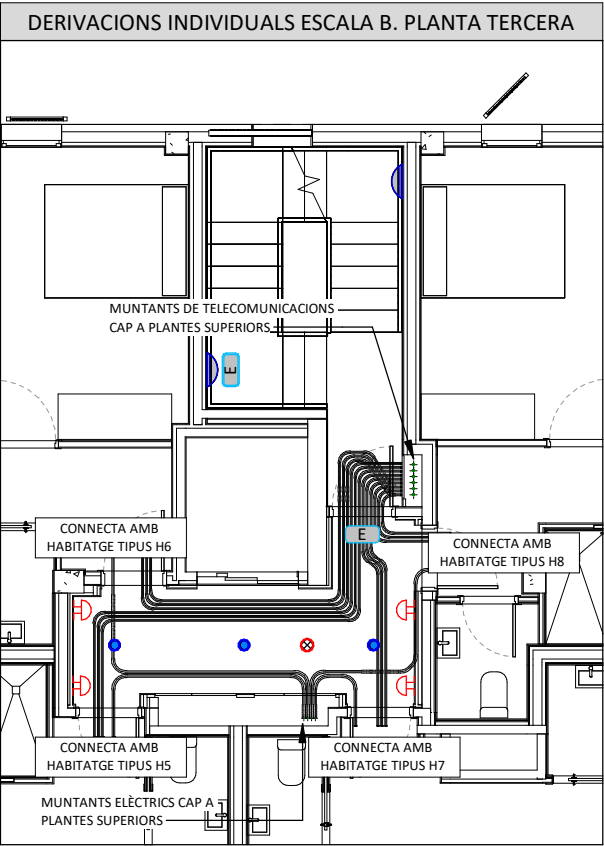 DERIVACIONS INDIVIDUALS ESCALA B. PLANTA TERCERA
MUNTANTS DE TELECOMUNICACIONS
CAP A PLANTES SUPERIORS
E
E
CONNECTA AMB
HABITATGE TIPUS H6
CONNECTA AMB
HABITATGE TIPUS H8
CONNECTA AMB
HABITATGE TIPUS H5
CONNECTA AMB
HABITATGE TIPUS H7
MUNTANTS ELÈCTRICS CAP A
PLANTES SUPERIORS